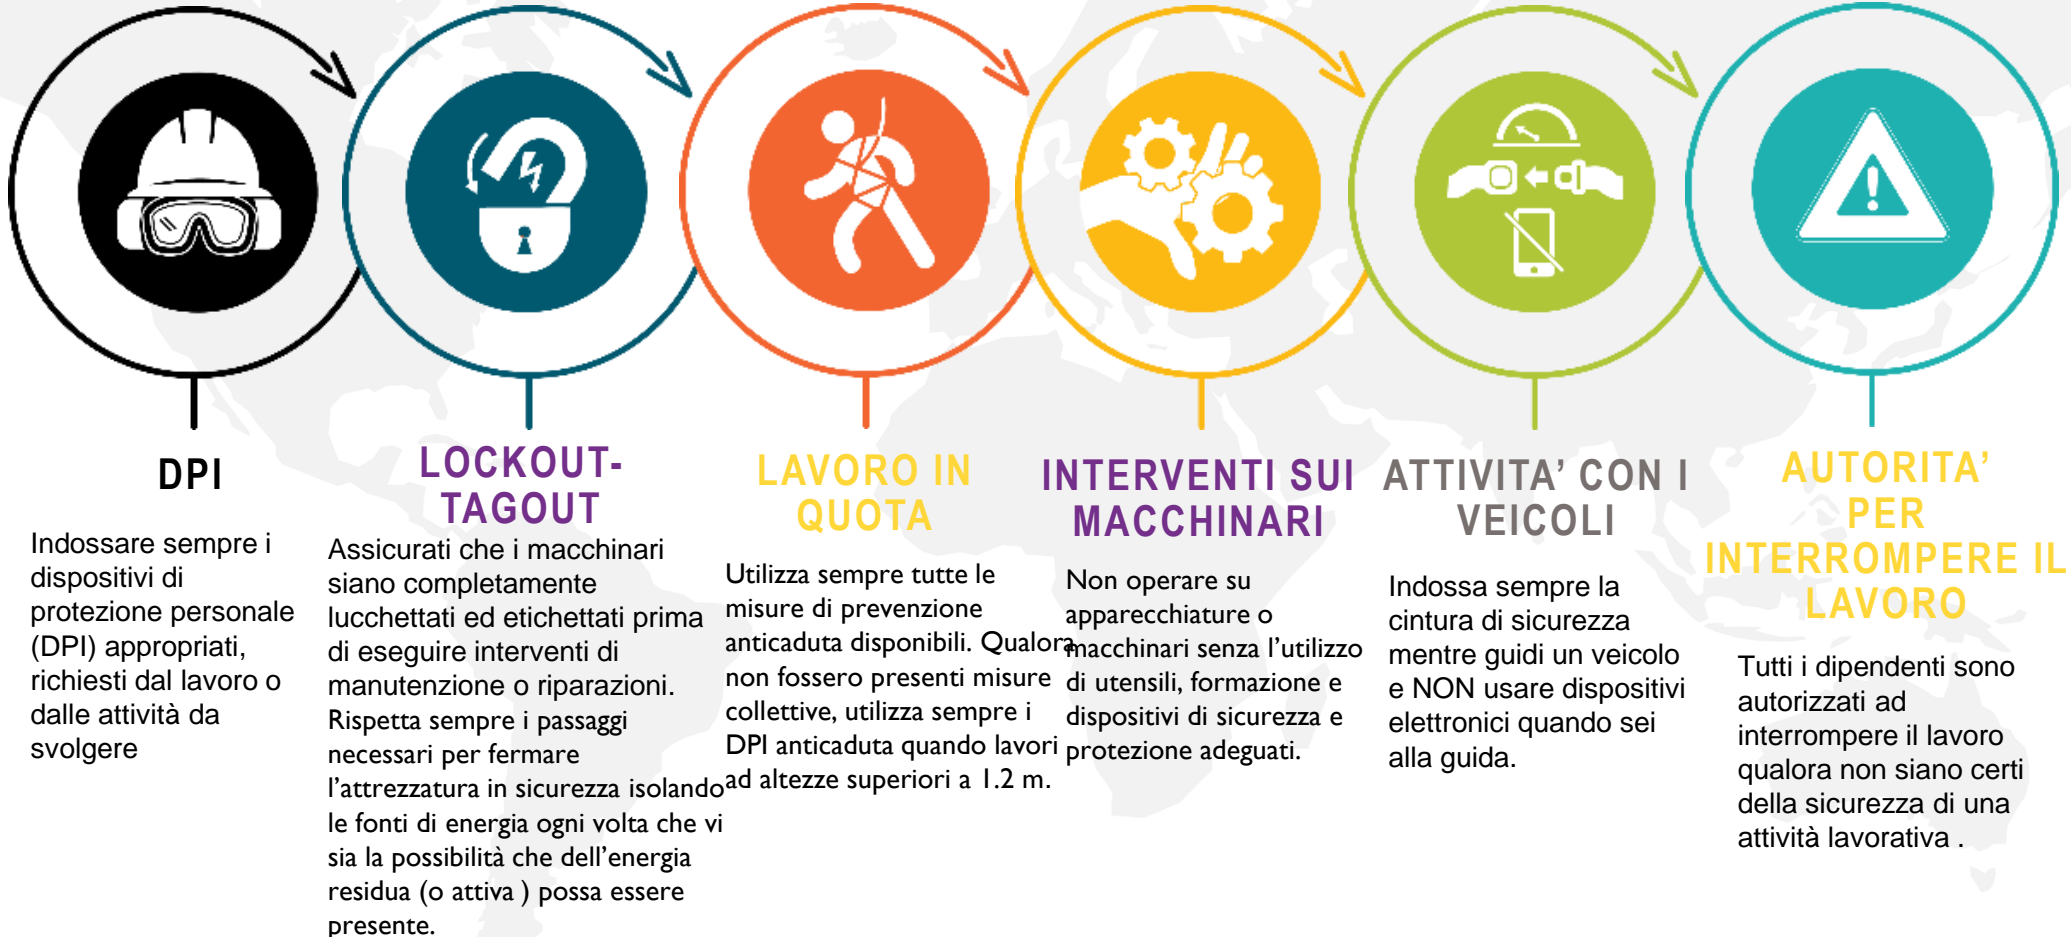 DPI
Indossare sempre i
dispositivi di
protezione personale
(DPI) appropriati,
richiesti dal lavoro o
dalle attività da
svolgere
LOCKOUT-
TAGOUT
Assicurati che i macchinari
siano completamente
lucchettati ed etichettati prima
di eseguire interventi di
manutenzione o riparazioni.
Rispetta sempre i passaggi
necessari per fermare
l’attrezzatura in sicurezza isolando
le fonti di energia ogni volta che vi
sia la possibilità che dell’energia
residua (o attiva ) possa essere
presente.
LAVORO IN
QUOTA
Utilizza sempre tutte le
misure di prevenzione
anticaduta disponibili. Qualora
non fossero presenti misure
collettive, utilizza sempre i
DPI anticaduta quando lavori
ad altezze superiori a 1.2 m.
INTERVENTI SUI
MACCHINARI
Non operare su
apparecchiature o
macchinari senza l’utilizzo
di utensili, formazione e
dispositivi di sicurezza e
protezione adeguati.
ATTIVITA’ CON I
VEICOLI
Indossa sempre la
cintura di sicurezza
mentre guidi un veicolo
e NON usare dispositivi
elettronici quando sei
alla guida.
AUTORITA’
PER
INTERROMPERE IL
LAVORO
Tutti i dipendenti sono
autorizzati ad
interrompere il lavoro
qualora non siano certi
della sicurezza di una
attività lavorativa .